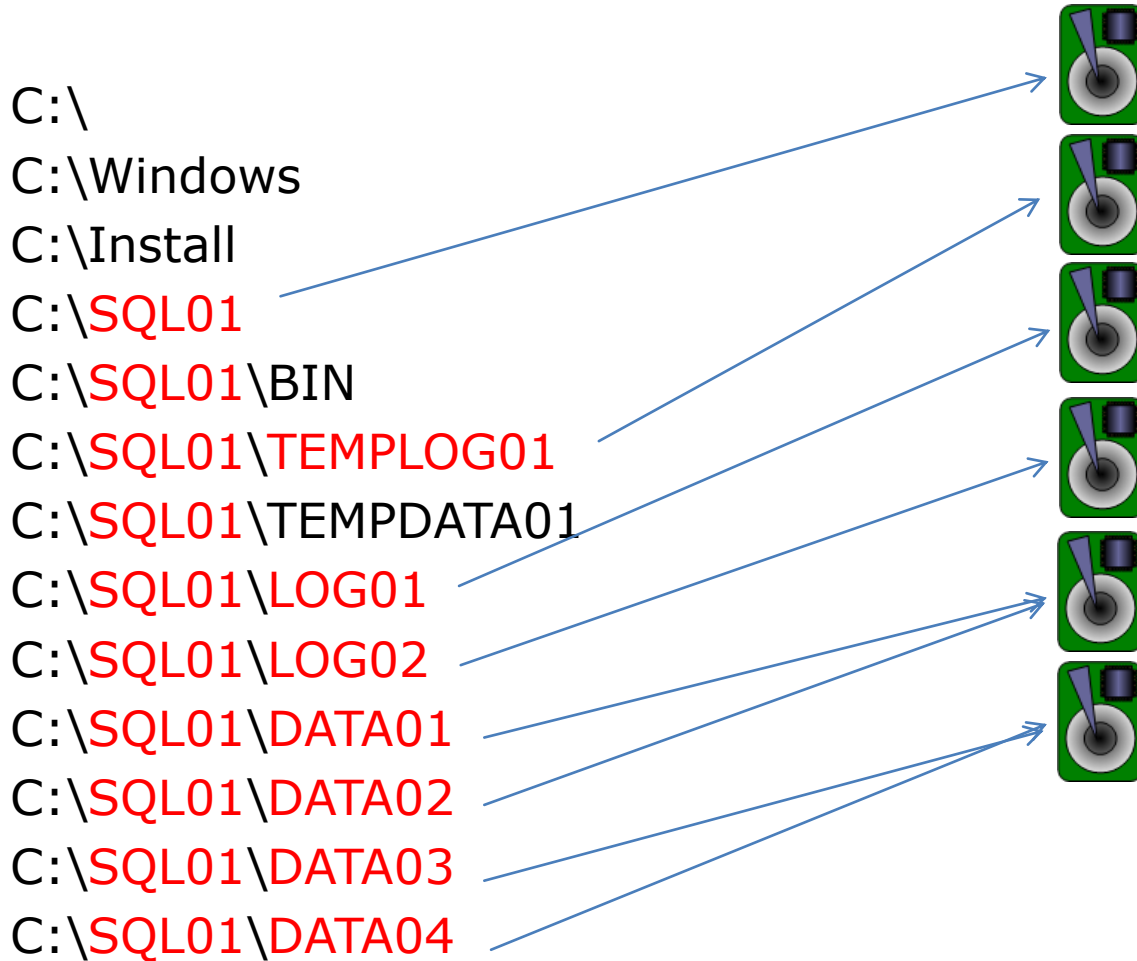 C:\
C:\Windows
C:\Install
C:\SQL01
C:\SQL01\BIN
C:\SQL01\TEMPLOG01
C:\SQL01\TEMPDATA01
C:\SQL01\LOG01
C:\SQL01\LOG02
C:\SQL01\DATA01
C:\SQL01\DATA02
C:\SQL01\DATA03
C:\SQL01\DATA04